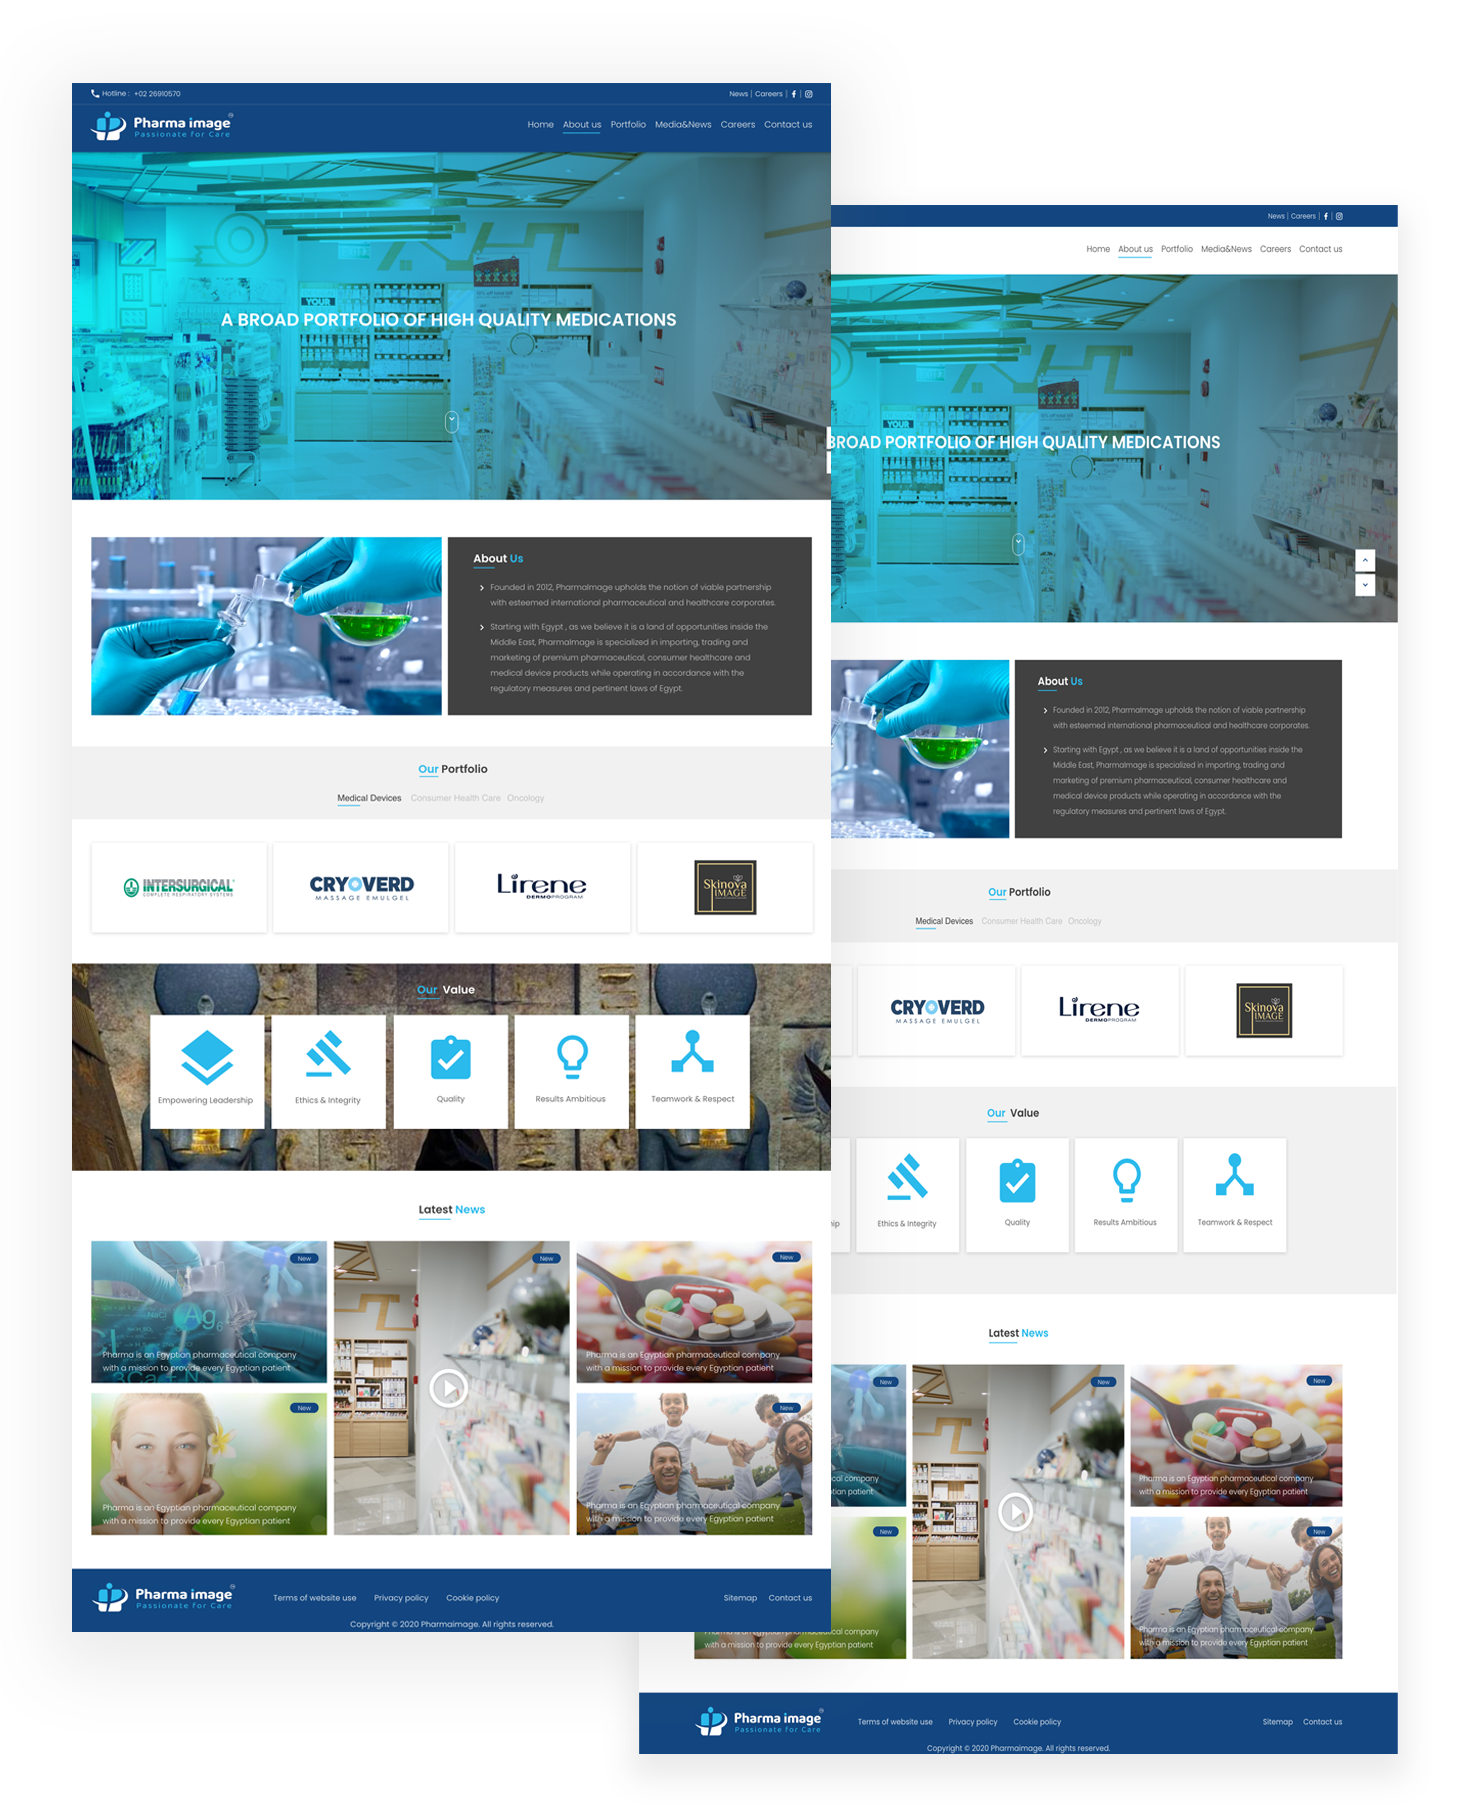 Hotline : +02 26910570
News | Careers |
Pharma image
Passionate for Care
Home About us Portfolio Media&News Careers Contact us
YOUR
A BROAD PORTFOLIO OF HIGH QUALITY MEDICATIONS
About Us
Founded in 2012, PharmaImage upholds the notion of viable partnership
with esteemed international pharmaceutical and healthcare corporates.
Starting with Egypt , as we believe it is a land of opportunities inside the
Middle East, PharmaImage is specialized in importing, trading and
marketing of premium pharmaceutical, consumer healthcare and
medical device products while operating in accordance with the
regulatory measures and pertinent laws of Egypt.
Our Portfolio
Medical Devices Consumer Health Care Oncology
INTERSURGICAL
COMPLETE RESPIRATORY SYSTEMS
CRYOVERD
MASSAGE EMULGEL
Lirene
DERMOPROGRAM
Skinova
IMAGE
Our Value
Empowering Leadership
Ethics & Integrity
Quality
Results Ambitious
Teamwork & Respect
Latest News
New
NaCl
Ag
6
Pharma is an Egyptian pharmaceutical company
with a mission to provide every Egyptian patient
New
New
Pharma is an Egyptian pharmaceutical company
with a mission to provide every Egyptian patient
New
Pharma is an Egyptian pharmaceutical company
with a mission to provide every Egyptian patient
New
Pharma is an Egyptian pharmaceutical company
with a mission to provide every Egyptian patient
Pharma image
Passionate for Care
Terms of website use Privacy policy Cookie policy
Sitemap Contact us
Copyright © 2020 Pharmaimage. All rights reserved.
News | Careers |
Home About us Portfolio Media&News Careers Contact us
YOUR
BROAD PORTFOLIO OF HIGH QUALITY MEDICATIONS
About Us
Founded in 2012, PharmaImage upholds the notion of viable partnership
with esteemed international pharmaceutical and healthcare corporates.
Starting with Egypt , as we believe it is a land of opportunities inside the
Middle East, PharmaImage is specialized in importing, trading and
marketing of premium pharmaceutical, consumer healthcare and
medical device products while operating in accordance with the
regulatory measures and pertinent laws of Egypt.
Our Portfolio
Medical Devices Consumer Health Care Oncology
CRYOVERD
MASSAGE EMULGEL
Lirene
DERMOPROGRAM
Skinova
IMAGE
Our Value
hip
Ethics & Integrity
Quality
Results Ambitious
Teamwork & Respect
Latest News
New
cal company
tian patient
New
New
Pharma is an Egyptian pharmaceutical company
with a mission to provide every Egyptian patient
New
Pharma is an Egyptian pharmaceutical company
with a mission to provide every Egyptian patient
New
Pharma is an Egyptian pharmaceutical company
with a mission to provide every Egyptian patient
Pharma image
Passionate for Care
Terms of website use Privacy policy Cookie policy
Sitemap Contact us
Copyright © 2020 Pharmaimage. All rights reserved.